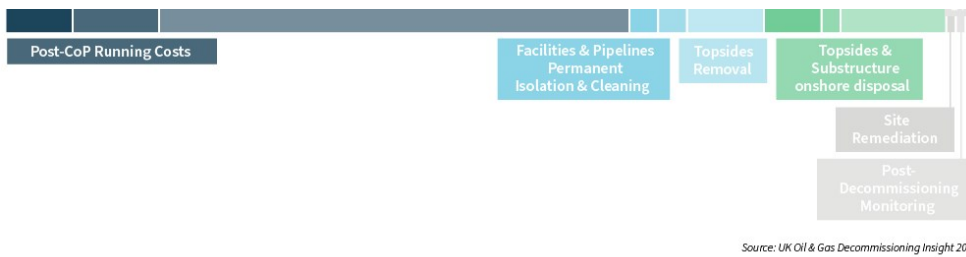 Post-CoP Running Costs
Facilities & Pipelines
Permanent
Isolation & Cleaning
Topsides
Removal
Topsides &
Substructure
onshore disposal
Site
Remediation
Post-
Decommissioning
Monitoring
Source: UK Oil & Gas Decommissioning Insight 20